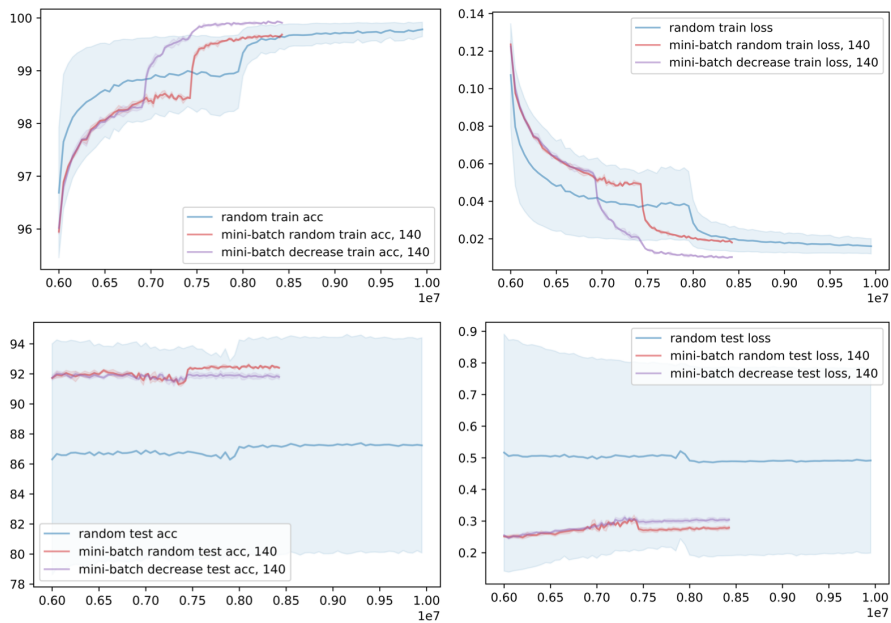 100
99
98
97
96
random train acc
mini-batch random train acc, 140
mini-batch decrease train acc, 140
0.60 0.65 0.70 0.75 0.80 0.85 0.90 0.95 1.00
1e7
0.14
0.12
0.10
0.08
0.06
0.04
0.02
random train loss
mini-batch random train loss, 140
mini-batch decrease train loss, 140
0.60 0.65 0.70 0.75 0.80 0.85 0.90 0.95 1.00
1e7
94
92
90
88
86
84
82
80
78
random test acc
mini-batch random test acc, 140
mini-batch decrease test acc, 140
0.60 0.65 0.70 0.75 0.80 0.85 0.90 0.95 1.00
1e7
0.9
0.8
0.7
0.6
0.5
0.4
0.3
0.2
random test loss
mini-batch random test loss, 140
mini-batch decrease test loss, 140
0.60 0.65 0.70 0.75 0.80 0.85 0.90 0.95 1.00
1e7